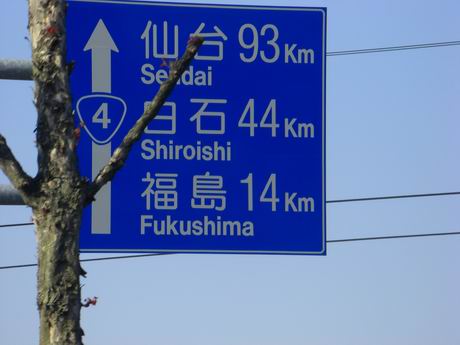 仙台 93Km
Sendai
4
白石 44Km
Shiroishi
福島 14Km
Fukushima